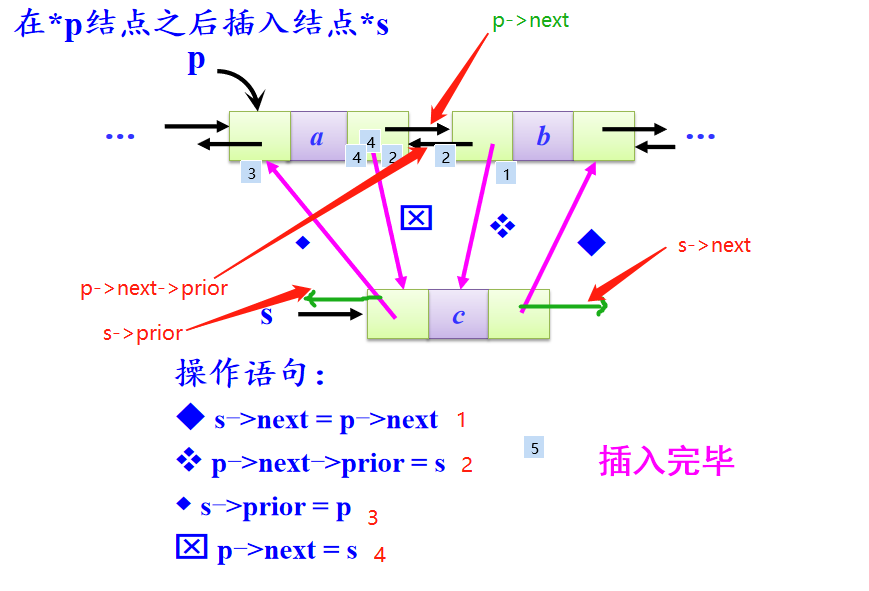 在*p结点之后插入结点*s
p->next
p
...
a
b
...
4
4
2
2
3
1
s->next
p->next->prior
s->prior
s
c
操作语句：
s->next = p->next 1
p->next->prior = s 2
5
插入完毕
s->prior = p 3
p->next = s 4